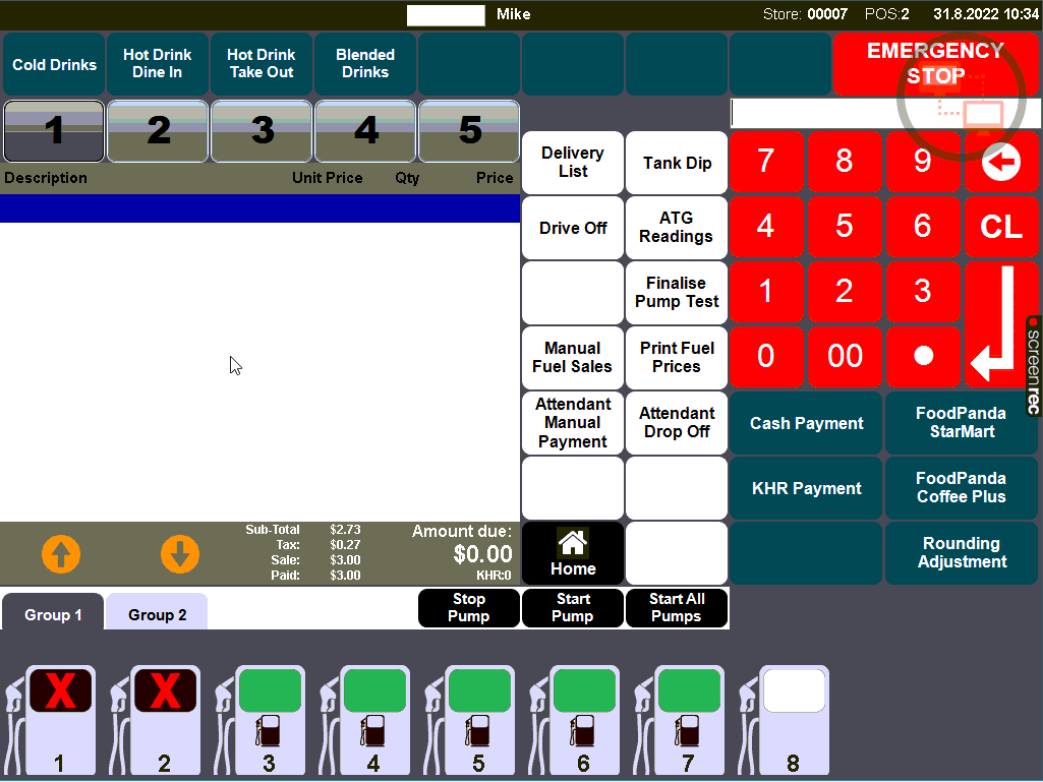 Mike
Store: 00007 POS:2 31.8.2022 10:34
Cold Drinks
Hot Drink
Dine In
Hot Drink
Take Out
Blended
Drinks
EMERGENCY
STOP
1 2 3 4 5
Description Unit Price Qty Price
Delivery
List
Tank Dip
Drive Off
ATG
Readings
Finalise
Pump Test
Manual
Fuel Sales
Print Fuel
Prices
Attendant
Manual
Payment
Attendant
Drop Off
Home
7 8 9
4 5 6 CL
1 2 3
0 00
screenrec
Cash Payment
FoodPanda
StarMart
KHR Payment
FoodPanda
Coffee Plus
Rounding
Adjustment
Sub-Total $2.73
Tax: $0.27
Sale: $3.00
Paid: $3.00
Amount due:
$0.00
KHR:0
Group 1
Group 2
Stop
Pump
Start
Pump
Start All
Pumps
X X
1 2 3 4 5 6 7 8